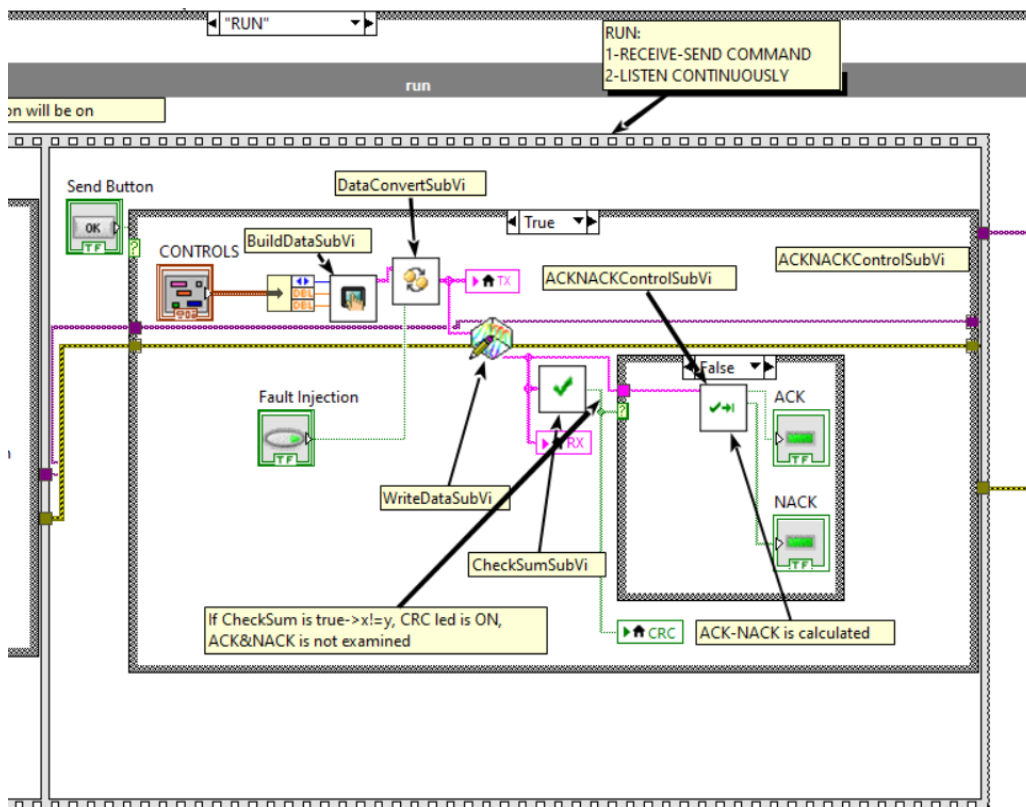 "RUN"
RUN:
1-RECEIVE-SEND COMMAND
2-LISTEN CONTINUOUSLY
run
on will be on
Send Button
OK
TF
DataConvertSubVi
True
BuildDataSubVi
CONTROLS
DBL
DBL
TX
ACKNACKControlSubVi
ACKNACKControlSubVi
False
Fault Injection
TF
ACK
TF
RX
WriteDataSubVi
NACK
TF
CheckSumSubVi
If CheckSum is true->x!=y, CRC led is ON,
ACK&NACK is not examined
CRC
ACK-NACK is calculated